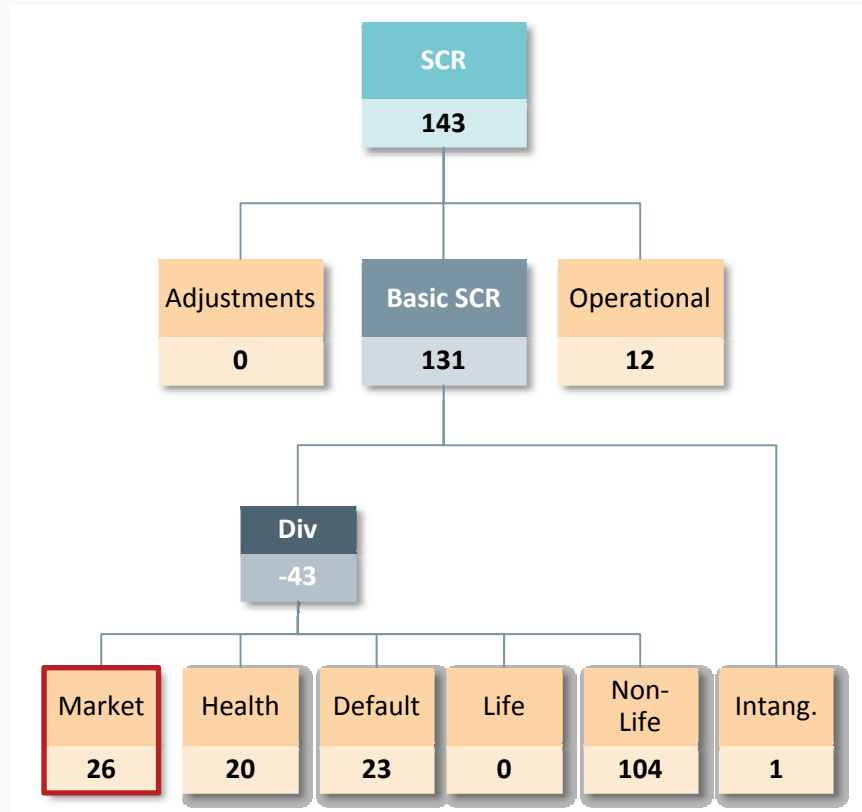 SCR
143
Adjustments
0
Basic SCR
131
Operational
12
Div
-43
Market
26
Health
20
Default
23
Life
0
Non-
Life
104
Intang.
1